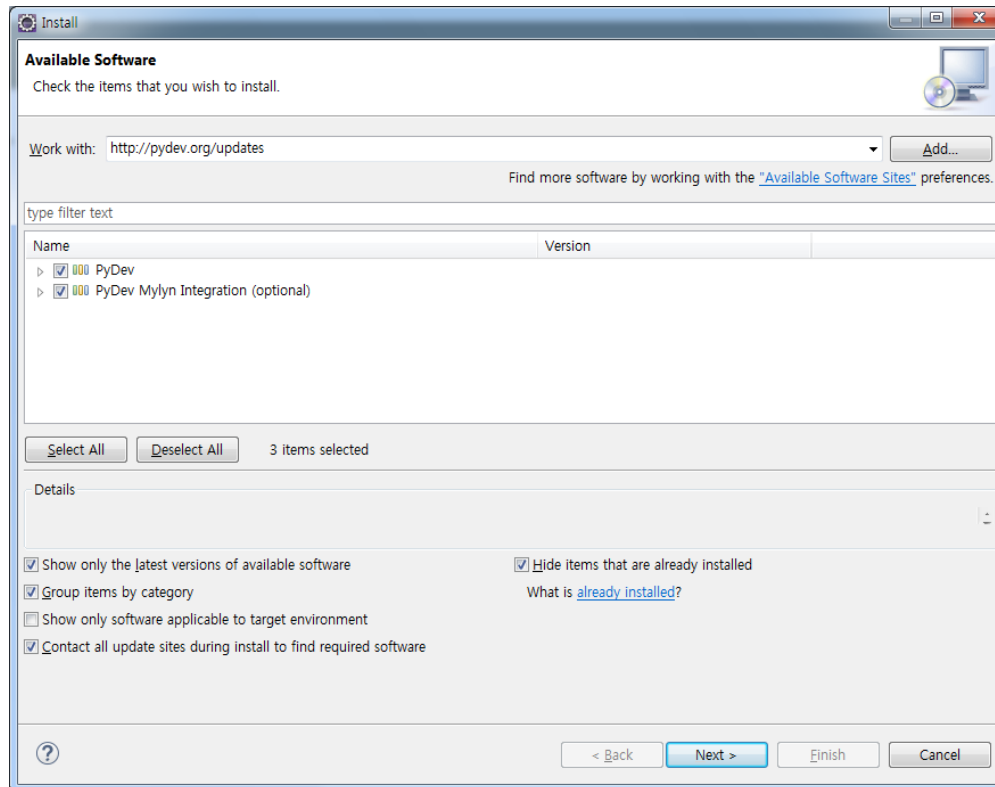 Install
Available Software
Check the items that you wish to install.
Work with: http://pydev.org/updates Add...
Find more software by working with the "Available Software Sites" preferences.
type filter text
Name Version
PyDev
PyDev Mylyn Integration (optional)
Select All Deselect All 3 items selected
Details
Show only the latest versions of available software Hide items that are already installed
Group items by category What is already installed?
Show only software applicable to target environment
Contact all update sites during install to find required software
? < Back Next > Finish Cancel